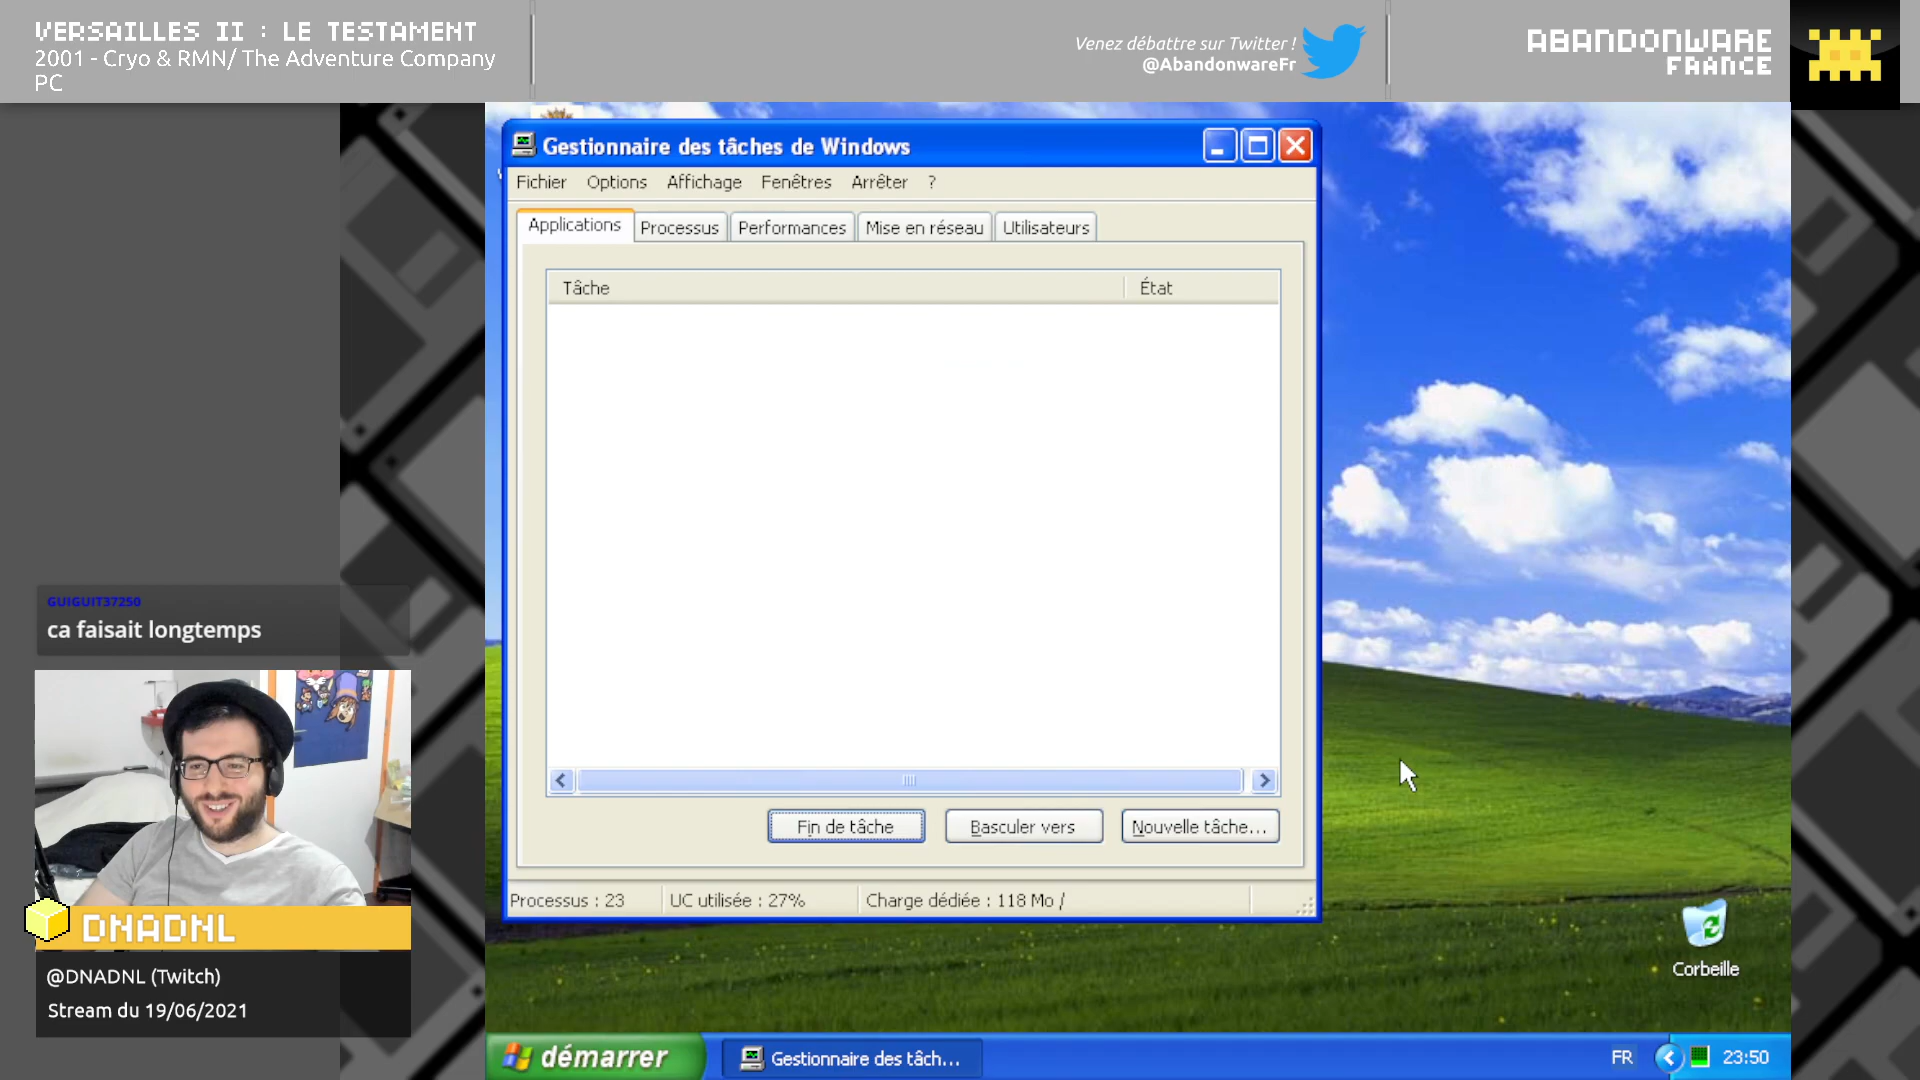 VERSAILLES II : LE TESTAMENT
2001 - Cryo & RMN/ The Adventure Company
PC
Venez débattre sur Twitter !
@AbandonwareFr
ABANDONWARE
FRANCE
Gestionnaire des tâches de Windows
Fichier Options Affichage Fenêtres Arrêter ?
Applications Processus Performances Mise en réseau Utilisateurs
Tâche État
Fin de tâche Basculer vers Nouvelle tâche...
Processus : 23 UC utilisée : 27% Charge dédiée : 118 Mo /
GUIGUIT37250
ca faisait longtemps
DNADNL
@DNADNL (Twitch)
Stream du 19/06/2021
Corbeille
démarrer Gestionnaire des tâch... FR 23:50